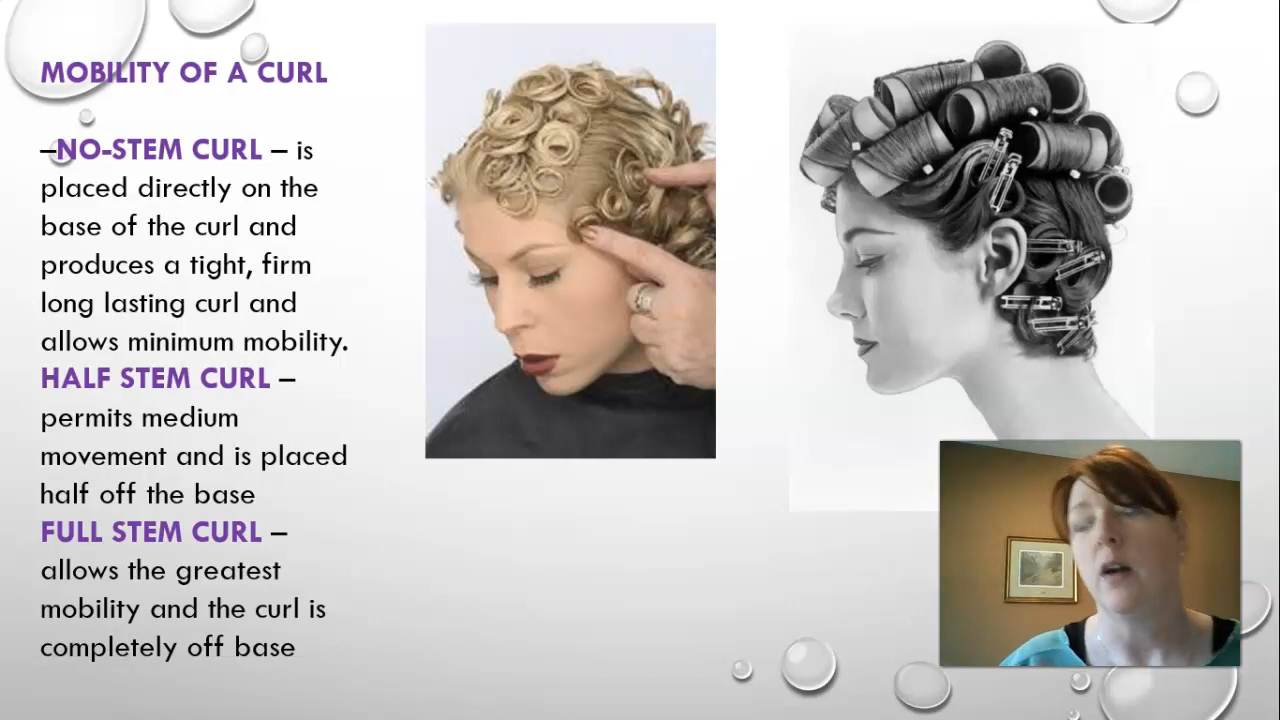 MOBILITY OF A CURL
–NO-STEM CURL – is
placed directly on the
base of the curl and
produces a tight, firm
long lasting curl and
allows minimum mobility.
HALF STEM CURL –
permits medium
movement and is placed
half off the base
FULL STEM CURL –
allows the greatest
mobility and the curl is
completely off base